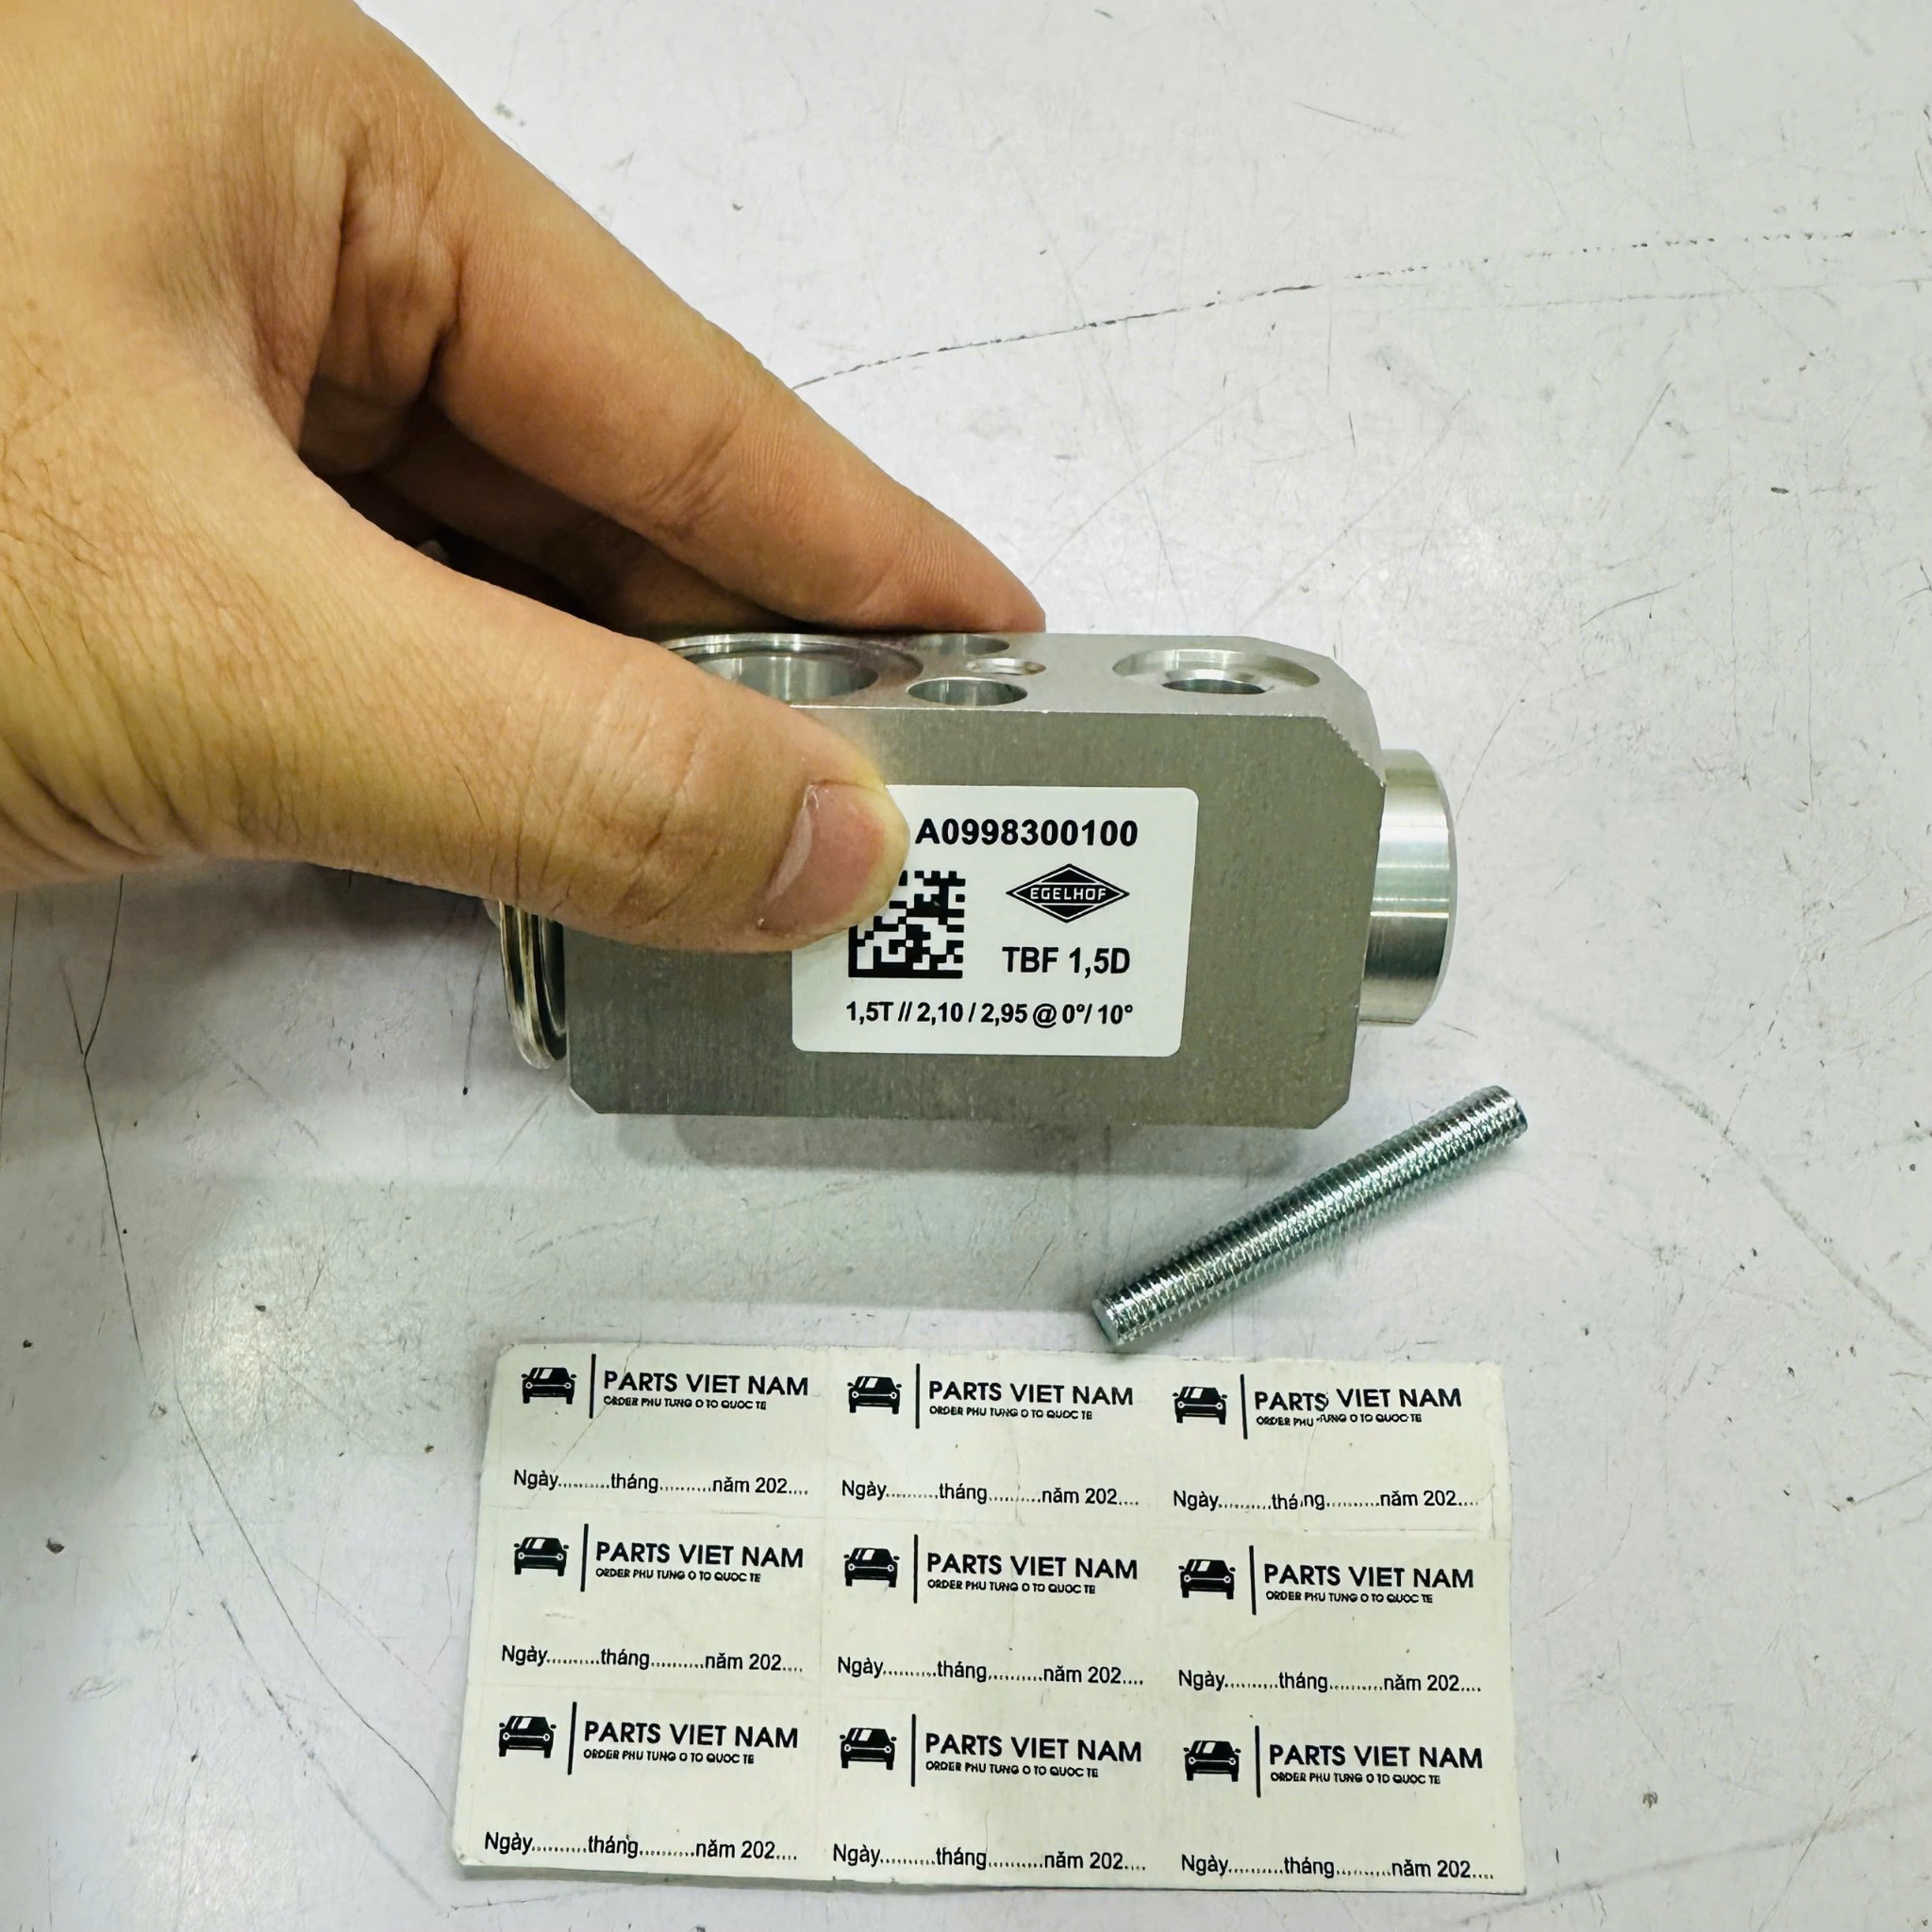 A0998300100
EGELHOF
TBF 1,5D
1,5T // 2,10 / 2,95 @ 0°/ 10°
PARTS VIET NAM PARTS VIET NAM PARTS VIET NAM
ORDER PHU TUNG O TO QUOC TE ORDER PHU TUNG O TO QUOC TE ORDER PHU TUNG O TO QUOC TE
Ngày..........tháng..........năm 202.... Ngày..........tháng..........năm 202.... Ngày..........tháng..........năm 202....
PARTS VIET NAM PARTS VIET NAM PARTS VIET NAM
ORDER PHU TUNG O TO QUOC TE ORDER PHU TUNG O TO QUOC TE ORDER PHU TUNG O TO QUOC TE
Ngày..........tháng..........năm 202.... Ngày..........tháng..........năm 202.... Ngày..........tháng..........năm 202....
PARTS VIET NAM PARTS VIET NAM PARTS VIET NAM
ORDER PHU TUNG O TO QUOC TE ORDER PHU TUNG O TO QUOC TE ORDER PHU TUNG O TO QUOC TE
Ngày..........tháng..........năm 202.... Ngày..........tháng..........năm 202.... Ngày..........tháng..........năm 202....